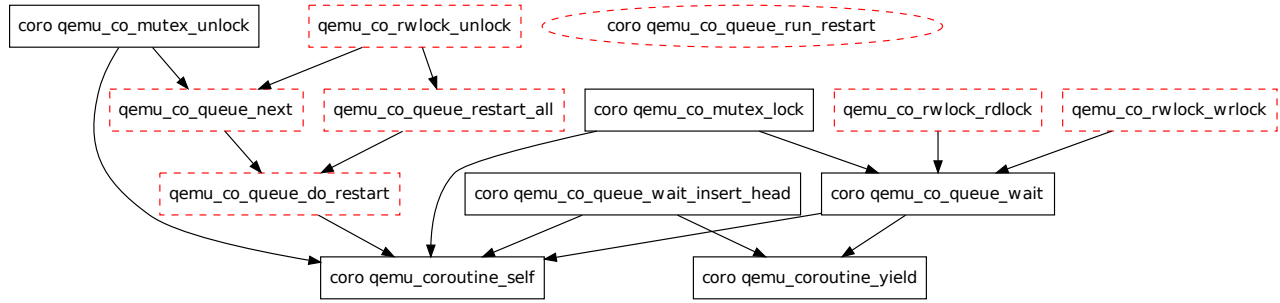 coro qemu_co_mutex_unlock
qemu_co_rwlock_unlock
coro qemu_co_queue_run_restart
qemu_co_queue_next
qemu_co_queue_restart_all
coro qemu_co_mutex_lock
qemu_co_rwlock_rdlock
qemu_co_rwlock_wrlock
qemu_co_queue_do_restart
coro qemu_co_queue_wait_insert_head
coro qemu_co_queue_wait
coro qemu_coroutine_self
coro qemu_coroutine_yield